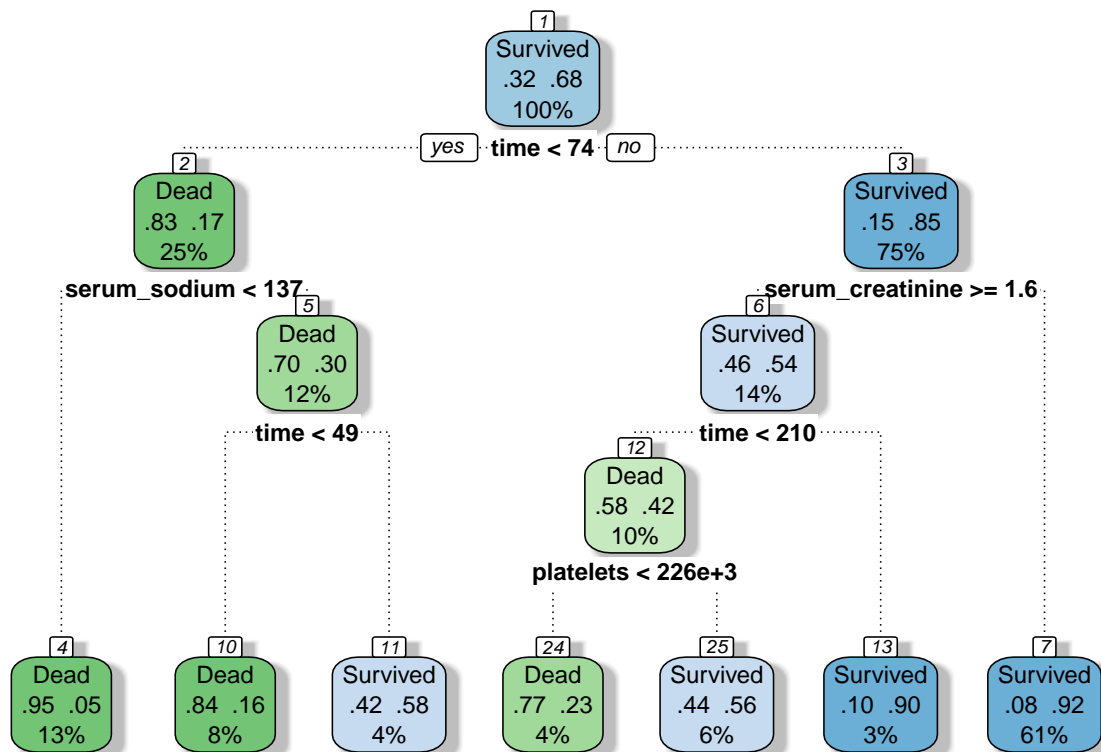 1
Survived
.32 .68
100%
yes time < 74 no
2
Dead
.83 .17
25%
3
Survived
.15 .85
75%
serum_sodium < 137
serum_creatinine >= 1.6
5
Dead
.70 .30
12%
6
Survived
.46 .54
14%
time < 49
time < 210
12
Dead
.58 .42
10%
platelets < 226e+3
4
Dead
.95 .05
13%
10
Dead
.84 .16
8%
11
Survived
.42 .58
4%
24
Dead
.77 .23
4%
25
Survived
.44 .56
6%
13
Survived
.10 .90
3%
7
Survived
.08 .92
61%